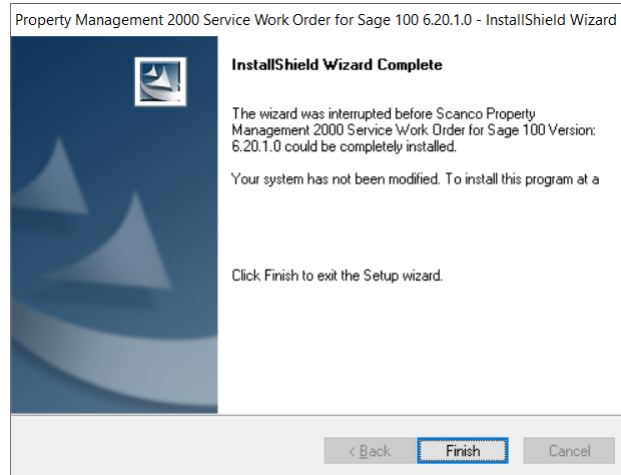 Property Management 2000 Service Work Order for Sage 100 6.20.1.0 - InstallShield Wizard
InstallShield Wizard Complete
The wizard was interrupted before Scanco Property
Management 2000 Service Work Order for Sage 100 Version:
6.20.1.0 could be completely installed.
Your system has not been modified. To install this program at a
Click Finish to exit the Setup wizard.
< Back
Finish
Cancel